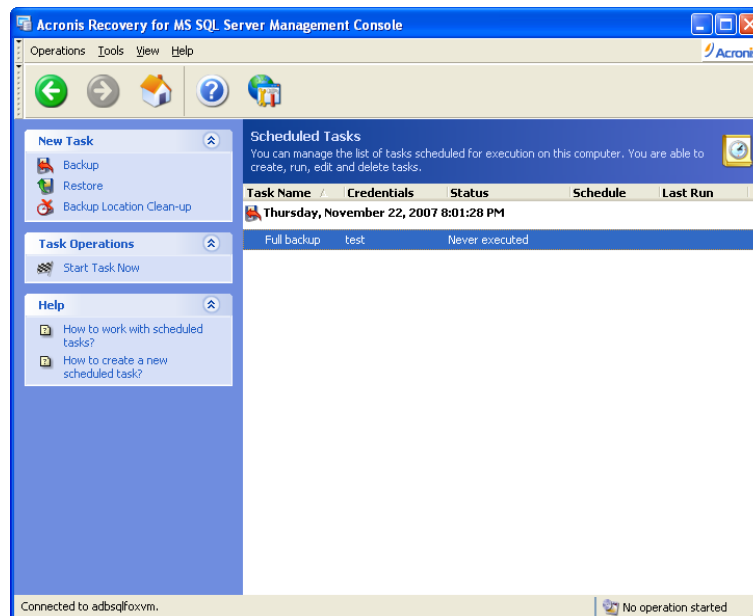 Acronis Recovery for MS SQL Server Management Console
Operations Tools View Help
Acronis
New Task
Backup
Restore
Backup Location Clean-up
Task Operations
Start Task Now
Help
How to work with scheduled
tasks?
How to create a new
scheduled task?
Scheduled Tasks
You can manage the list of tasks scheduled for execution on this computer. You are able to
create, run, edit and delete tasks.
Task Name Credentials Status Schedule Last Run
Thursday, November 22, 2007 8:01:28 PM
Full backup test Never executed
Connected to adbsqlfoxvm.
No operation started